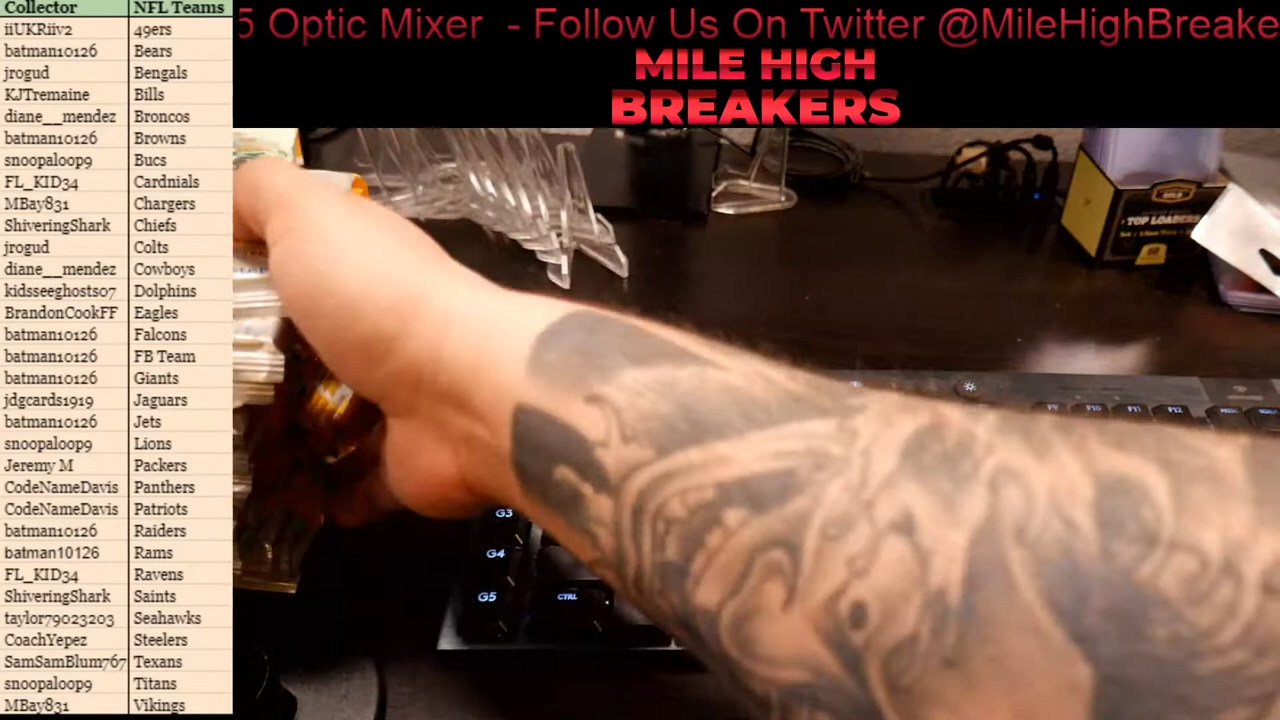 Collector NFL Teams
iiUKRiiv2 49ers
batman10126 Bears
jrogud Bengals
KJTremaine Bills
diane__mendez Broncos
batman10126 Browns
snoopaloop9 Bucs
FL_KID34 Cardnials
MBay831 Chargers
ShiveringShark Chiefs
jrogud Colts
diane__mendez Cowboys
kidsseeghosts07 Dolphins
BrandonCookFF Eagles
batman10126 Falcons
batman10126 FB Team
batman10126 Giants
jdgcards1919 Jaguars
batman10126 Jets
snoopaloop9 Lions
Jeremy M Packers
CodeNameDavis Panthers
CodeNameDavis Patriots
batman10126 Raiders
batman10126 Rams
FL_KID34 Ravens
ShiveringShark Saints
taylor79023203 Seahawks
CoachYepez Steelers
SamSamBlum767 Texans
snoopaloop9 Titans
MBay831 Vikings
5 Optic Mixer - Follow Us On Twitter @MileHighBreake
MILE HIGH
BREAKERS
TOP LOADERS
F9 F10 F11 F12
G3
G4
G5 CTRL